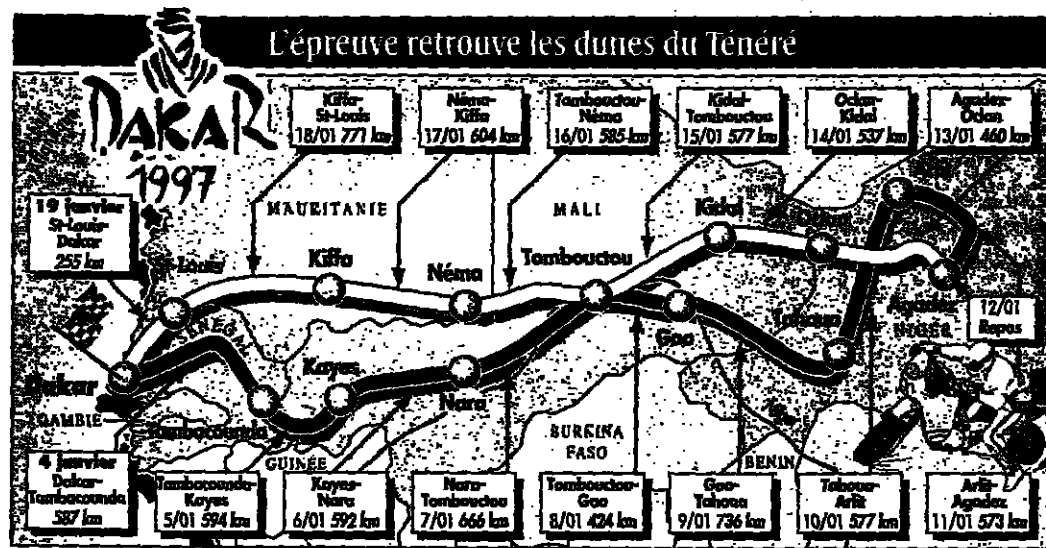 L'épreuve retrouve les dunes du Ténéré
DAKAR
1997
Kiffa-
St-Louis
18/01 771 km
Néma-
Kiffa
17/01 604 km
Tombouctou-
Néma
16/01 585 km
Kidal-
Tombouctou
15/01 577 km
Oclan-
Kidal
14/01 537 km
Agadez-
Oclan
13/01 460 km
19 janvier
St-Louis-
Dakar
255 km
MAURITANIE
MALI
Kidal
Kiffa
Néma
Tombouctou
Agadez
NIGER
12/01
Repos
Gao
Tahoua
Kayes
Nara
Dakar
GAMBIE
Tambacounda
GUINÉE
BURKINA
FASO
BENIN
4 janvier
Dakar-
Tambacounda
587 km
Tambacounda-
Kayes
5/01 594 km
Kayes-
Nara
6/01 592 km
Nara-
Tombouctou
7/01 666 km
Tombouctou-
Gao
8/01 424 km
Gao-
Tahoua
9/01 736 km
Tahoua-
Arlit
10/01 577 km
Arlit-
Agadez
11/01 573 km